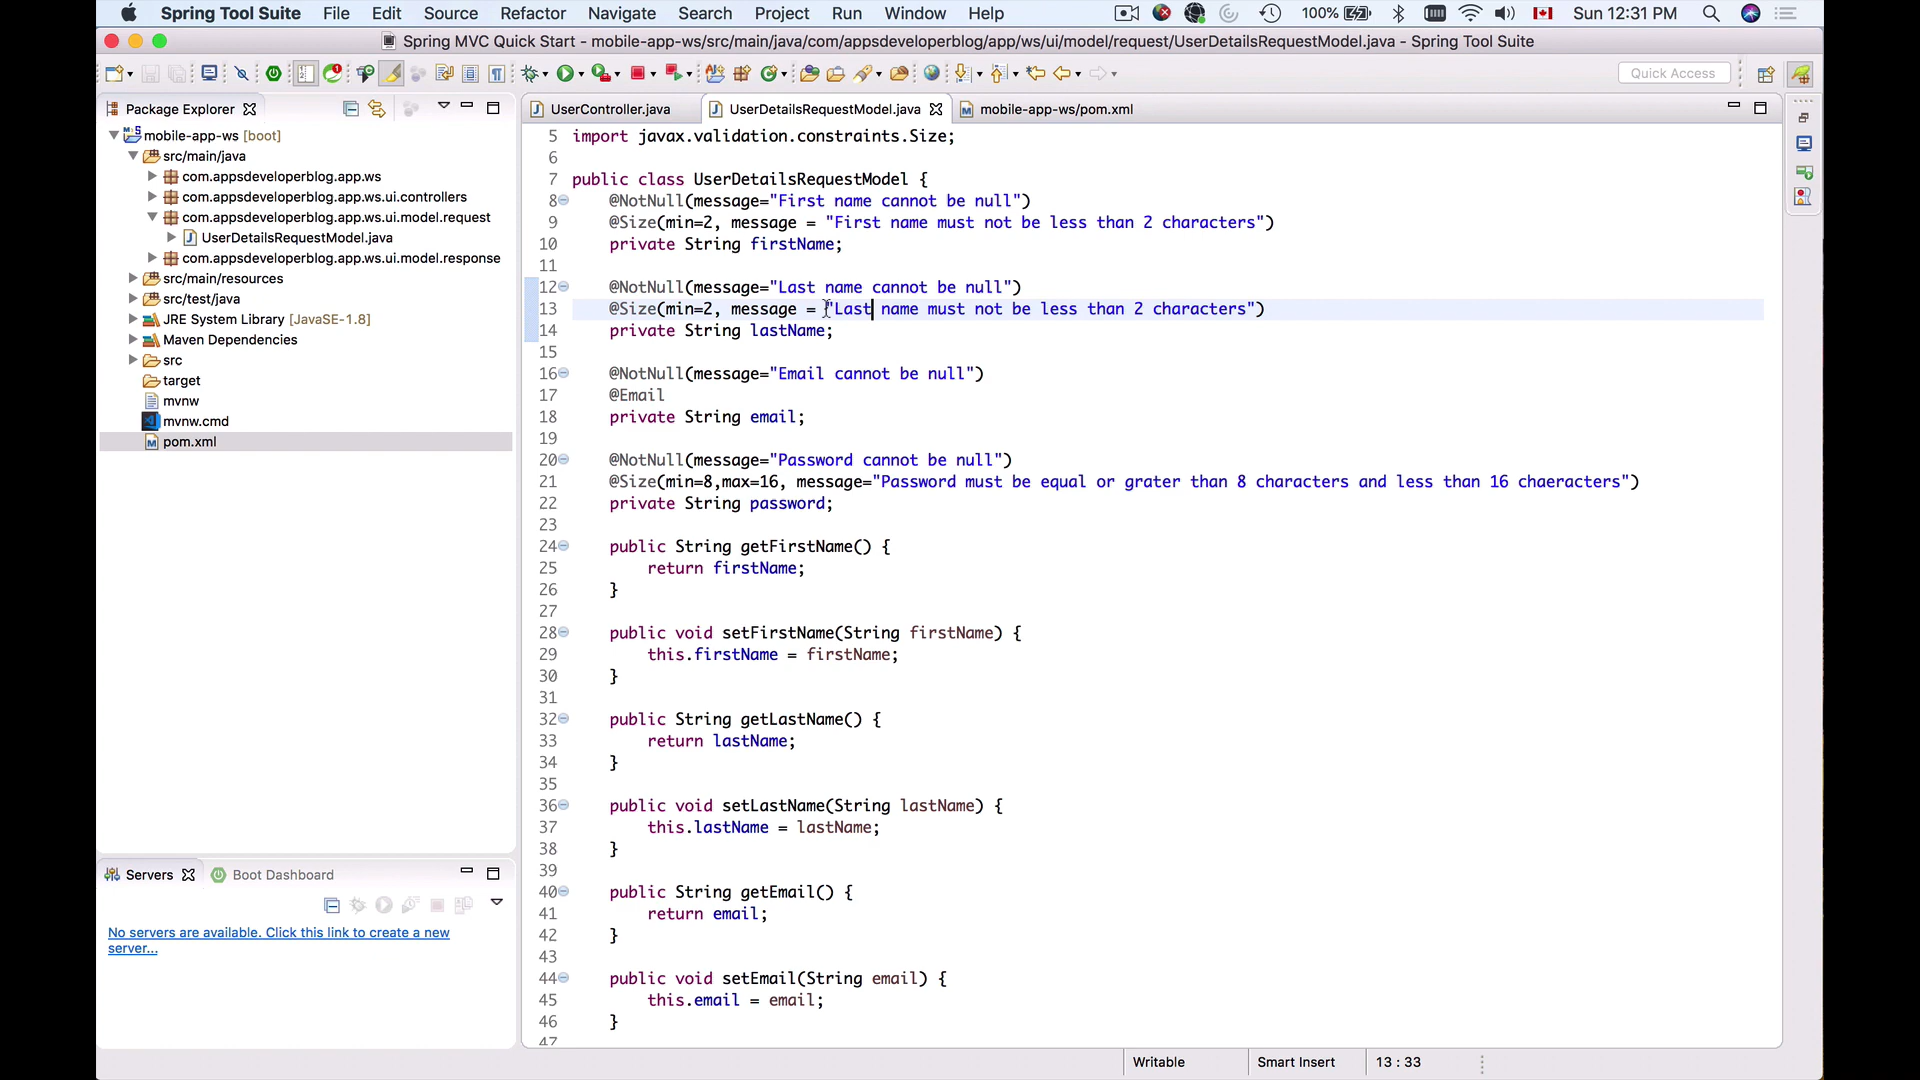 Spring Tool Suite File Edit Source Refactor Navigate Search Project Run Window Help 100% Sun 12:31 PM
Spring MVC Quick Start - mobile-app-ws/src/main/java/com/appsdeveloperblog/app/ws/ui/model/request/UserDetailsRequestModel.java - Spring Tool Suite
Quick Access
Package Explorer
mobile-app-ws [boot]
src/main/java
com.appsdeveloperblog.app.ws
com.appsdeveloperblog.app.ws.ui.controllers
com.appsdeveloperblog.app.ws.ui.model.request
UserDetailsRequestModel.java
com.appsdeveloperblog.app.ws.ui.model.response
src/main/resources
src/test/java
JRE System Library [JavaSE-1.8]
Maven Dependencies
src
target
mvnw
mvnw.cmd
pom.xml
Servers Boot Dashboard
No servers are available. Click this link to create a new
server...
UserController.java UserDetailsRequestModel.java mobile-app-ws/pom.xml
5 import javax.validation.constraints.Size;
6
7 public class UserDetailsRequestModel {
8 @NotNull(message="First name cannot be null")
9 @Size(min=2, message = "First name must not be less than 2 characters")
10 private String firstName;
11
12 @NotNull(message="Last name cannot be null")
13 @Size(min=2, message = "Last name must not be less than 2 characters")
14 private String lastName;
15
16 @NotNull(message="Email cannot be null")
17 @Email
18 private String email;
19
20 @NotNull(message="Password cannot be null")
21 @Size(min=8,max=16, message="Password must be equal or grater than 8 characters and less than 16 chaeracters")
22 private String password;
23
24 public String getFirstName() {
25 return firstName;
26 }
27
28 public void setFirstName(String firstName) {
29 this.firstName = firstName;
30 }
31
32 public String getLastName() {
33 return lastName;
34 }
35
36 public void setLastName(String lastName) {
37 this.lastName = lastName;
38 }
39
40 public String getEmail() {
41 return email;
42 }
43
44 public void setEmail(String email) {
45 this.email = email;
46 }
47
Writable Smart Insert 13 : 33